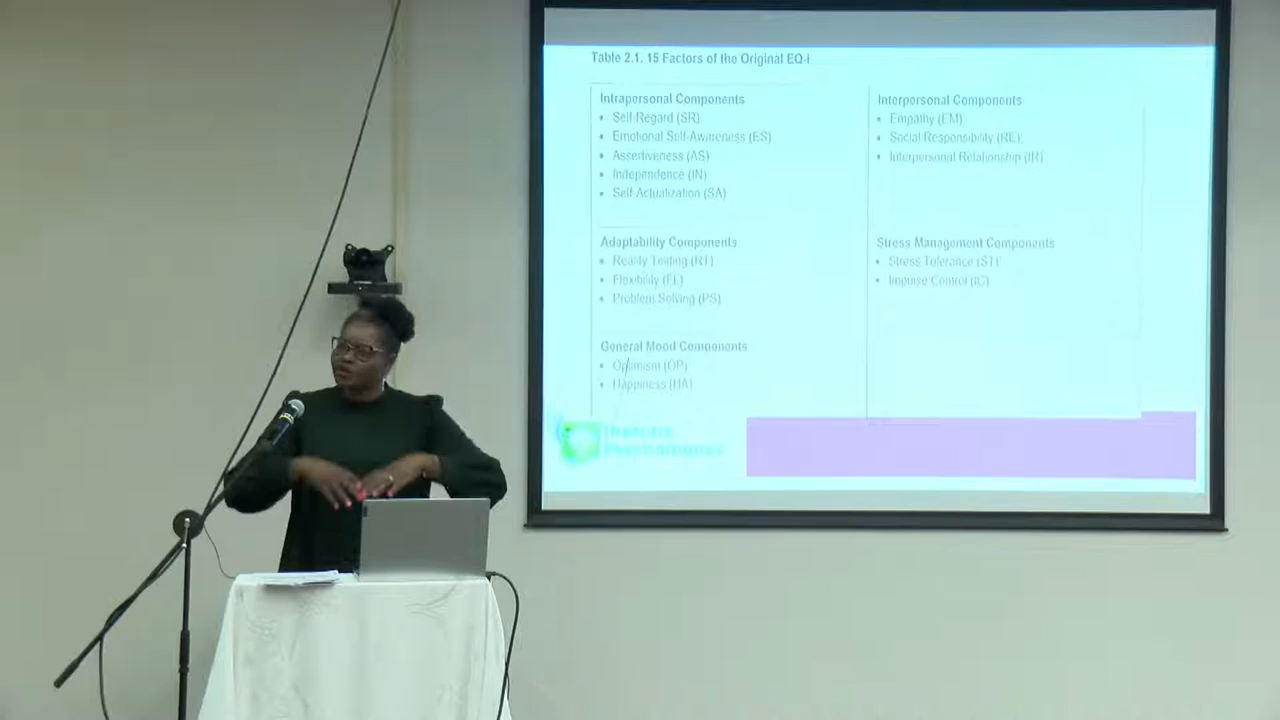 Table 2.1. 15 Factors of the Original EQ-i
Intrapersonal Components
• Self-Regard (SR)
• Emotional Self-Awareness (ES)
• Assertiveness (AS)
• Independence (IN)
• Self-Actualization (SA)
Interpersonal Components
• Empathy (EM)
• Social Responsibility (RE)
• Interpersonal Relationship (IR)
Adaptability Components
• Reality Testing (RT)
• Flexibility (FL)
• Problem Solving (PS)
Stress Management Components
• Stress Tolerance (ST)
• Impulse Control (IC)
General Mood Components
• Optimism (OP)
• Happiness (HA)